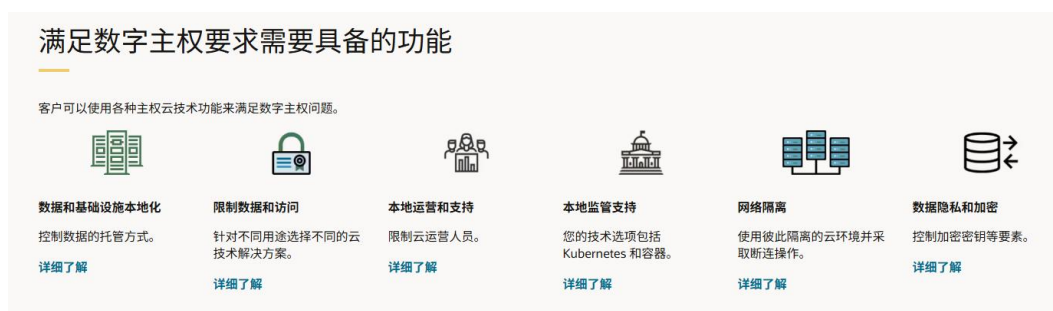 满足数字主权要求需要具备的功能
客户可以使用各种主权云技术功能来满足数字主权问题。
数据和基础设施本地化
控制数据的托管方式。
详细了解
限制数据和访问
针对不同用途选择不同的云
技术解决方案。
详细了解
本地运营和支持
限制云运营人员。
详细了解
本地监管支持
您的技术选项包括
Kubernetes 和容器。
详细了解
网络隔离
使用彼此隔离的云环境并采
取断连操作。
详细了解
数据隐私和加密
控制加密密钥等要素。
详细了解